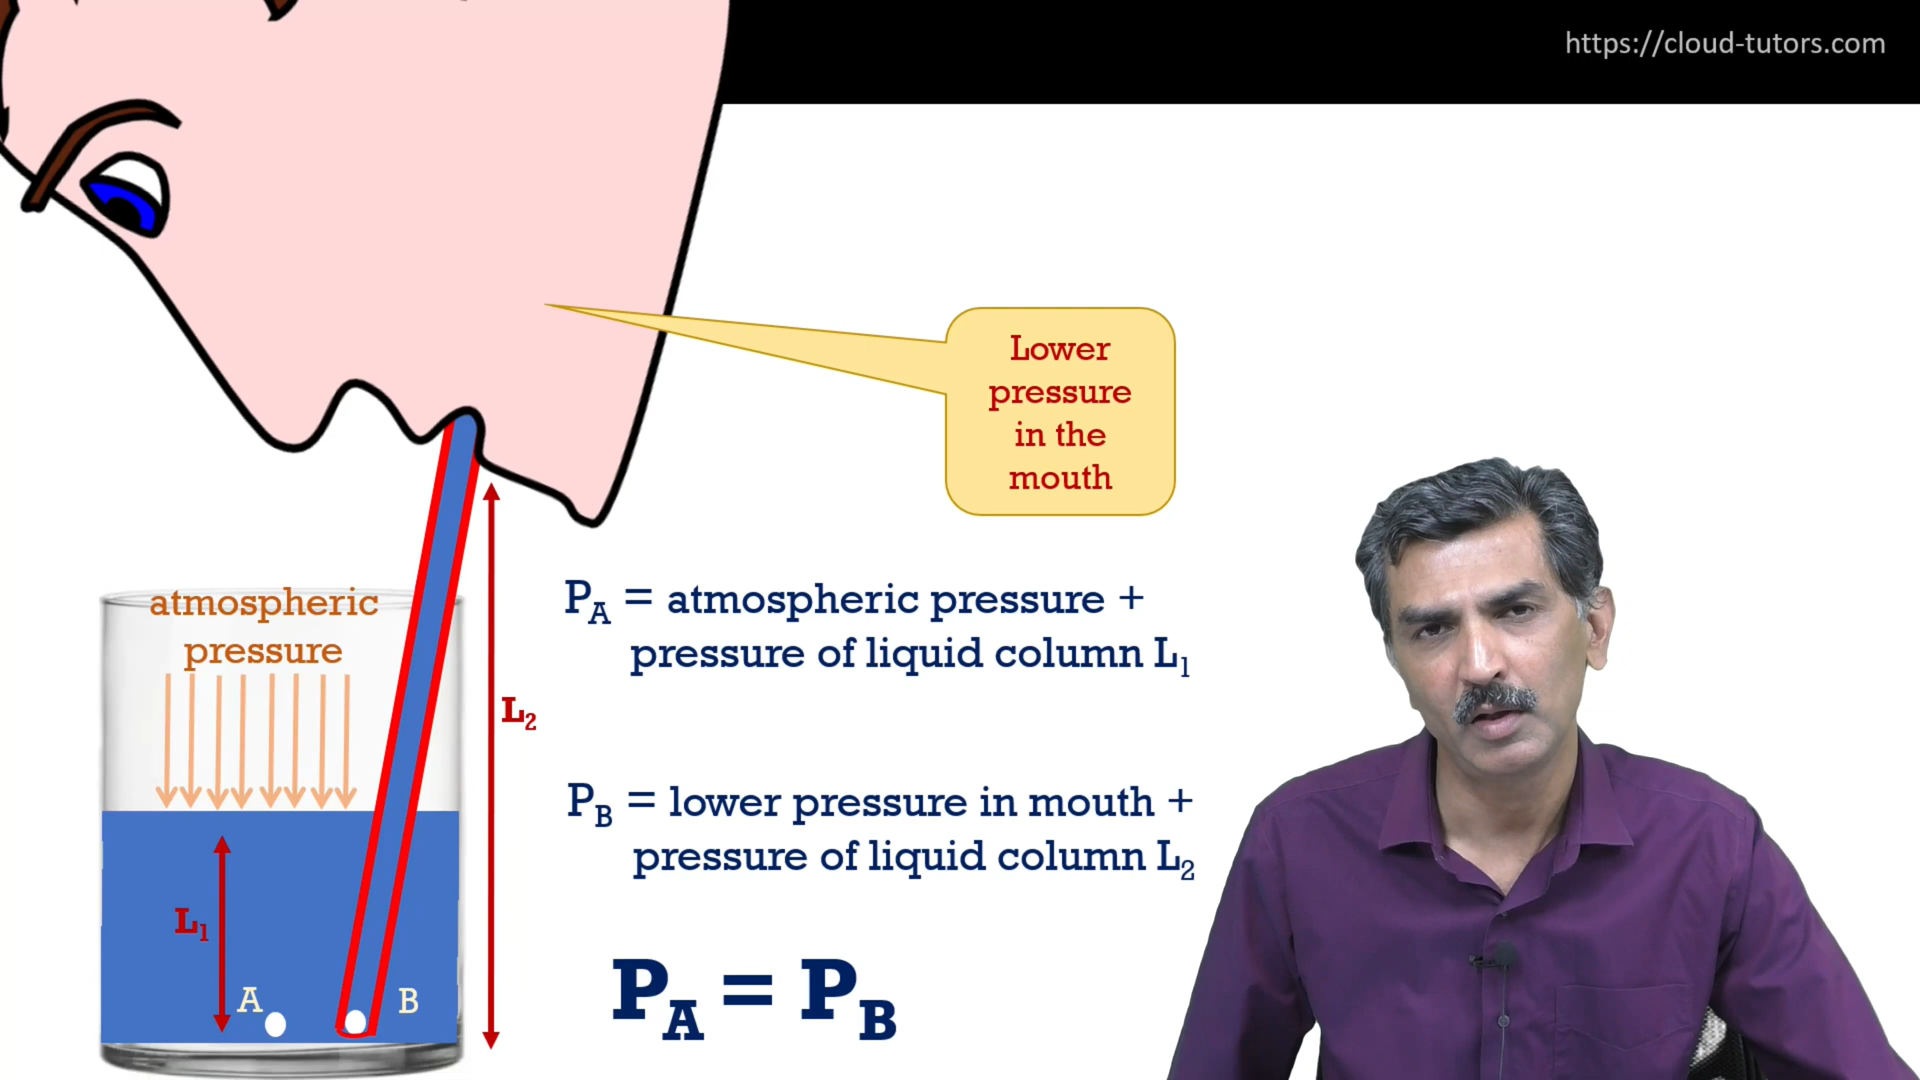 https://cloud-tutors.com
Lower
pressure
in the
mouth
atmospheric
pressure
P_A = atmospheric pressure +
pressure of liquid column L₁
L₂
P_B = lower pressure in mouth +
pressure of liquid column L₂
L₁
A
B
P_A = P_B